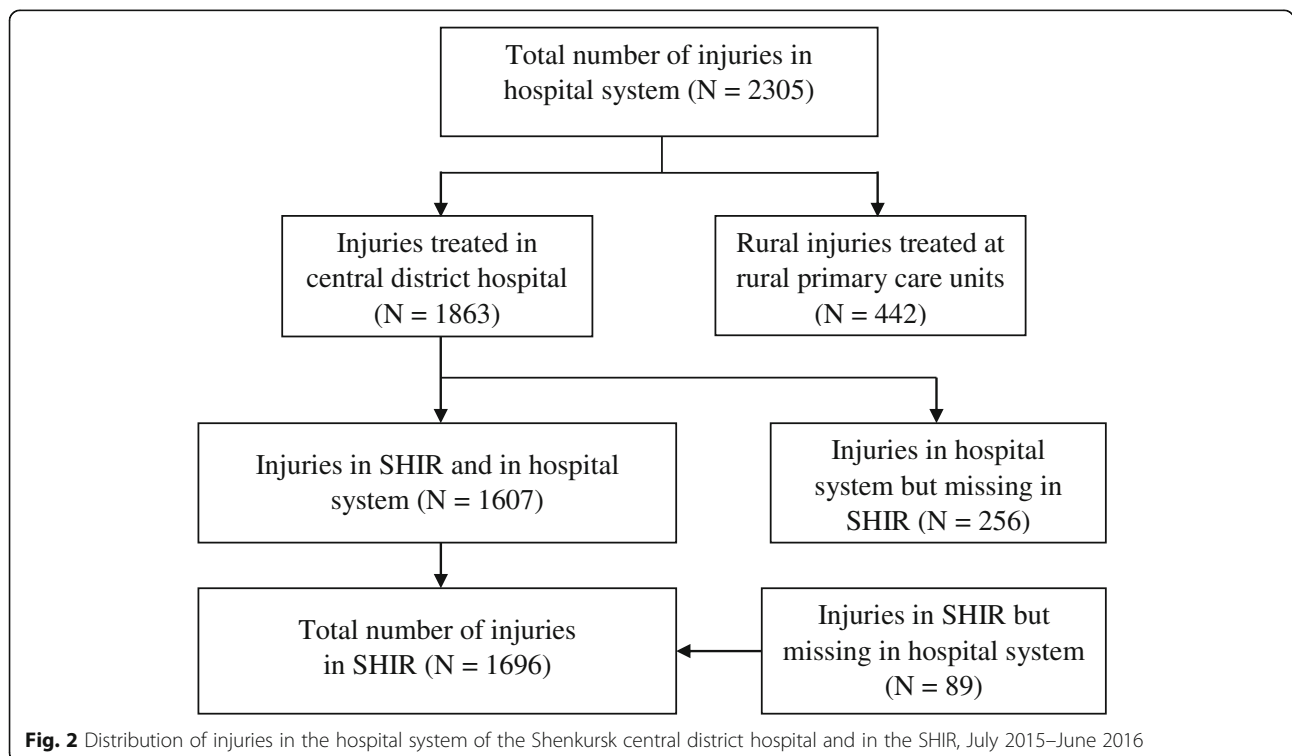 Total number of injuries in
hospital system (N = 2305)
Injuries treated in
central district hospital
(N = 1863)
Rural injuries treated at
rural primary care units
(N = 442)
Injuries in SHIR and in hospital
system (N = 1607)
Injuries in hospital
system but missing in
SHIR (N = 256)
Total number of injuries
in SHIR (N = 1696)
Injuries in SHIR but
missing in hospital system
(N = 89)
Fig. 2 Distribution of injuries in the hospital system of the Shenkursk central district hospital and in the SHIR, July 2015–June 2016